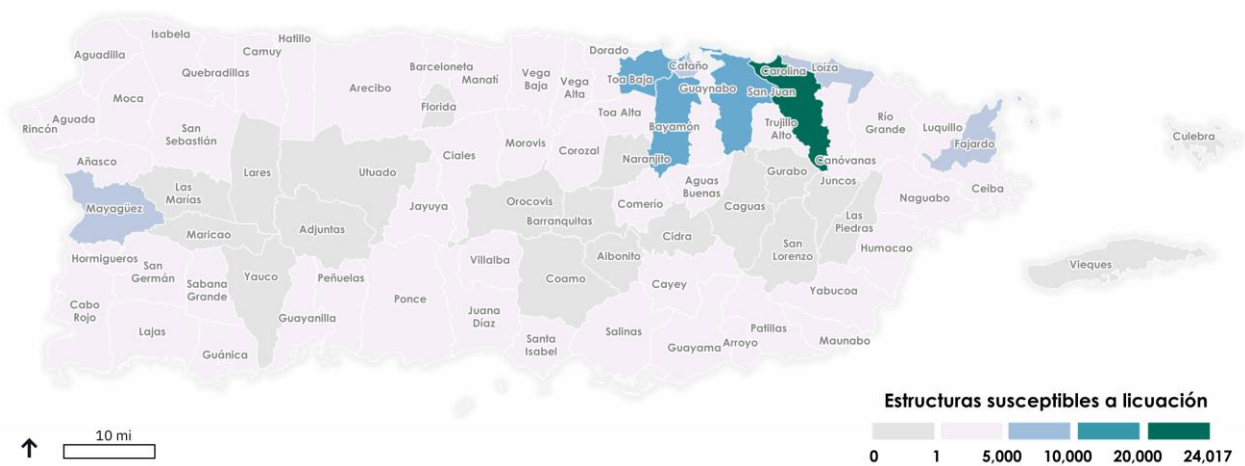 Isabela
Hatillo
Aguadilla
Camuy
Dorado
Quebradillas
Barceloneta
Manatí
Cataño
Carolina
Loíza
Toa Baja
Vega
Baja
Vega
Alta
Arecibo
Guaynabo
San Juan
Moca
Florida
Toa Alta
Aguada
Rincón
San
Sebastián
Bayamón
Trujillo
Alto
Río
Grande
Luquillo
Fajardo
Culebra
Morovis
Corozal
Ciales
Naranjito
Canóvanas
Añasco
Lares
Utuado
Gurabo
Juncos
Las
Marías
Aguas
Buenas
Ceiba
Naguabo
Mayagüez
Jayuya
Orocovis
Comerío
Caguas
Barranquitas
Las
Piedras
Maricao
Adjuntas
Cidra
San
Lorenzo
Humacao
Hormigueros
San
Germán
Villalba
Aibonito
Vieques
Sabana
Grande
Yauco
Peñuelas
Coamo
Cayey
Yabucoa
Ponce
Cabo
Rojo
Juana
Díaz
Guayanilla
Lajas
Salinas
Patillas
Guánica
Santa
Isabel
Guayama
Arroyo
Maunabo
Estructuras susceptibles a licuación
0 1 5,000 10,000 20,000 24,017
10 mi